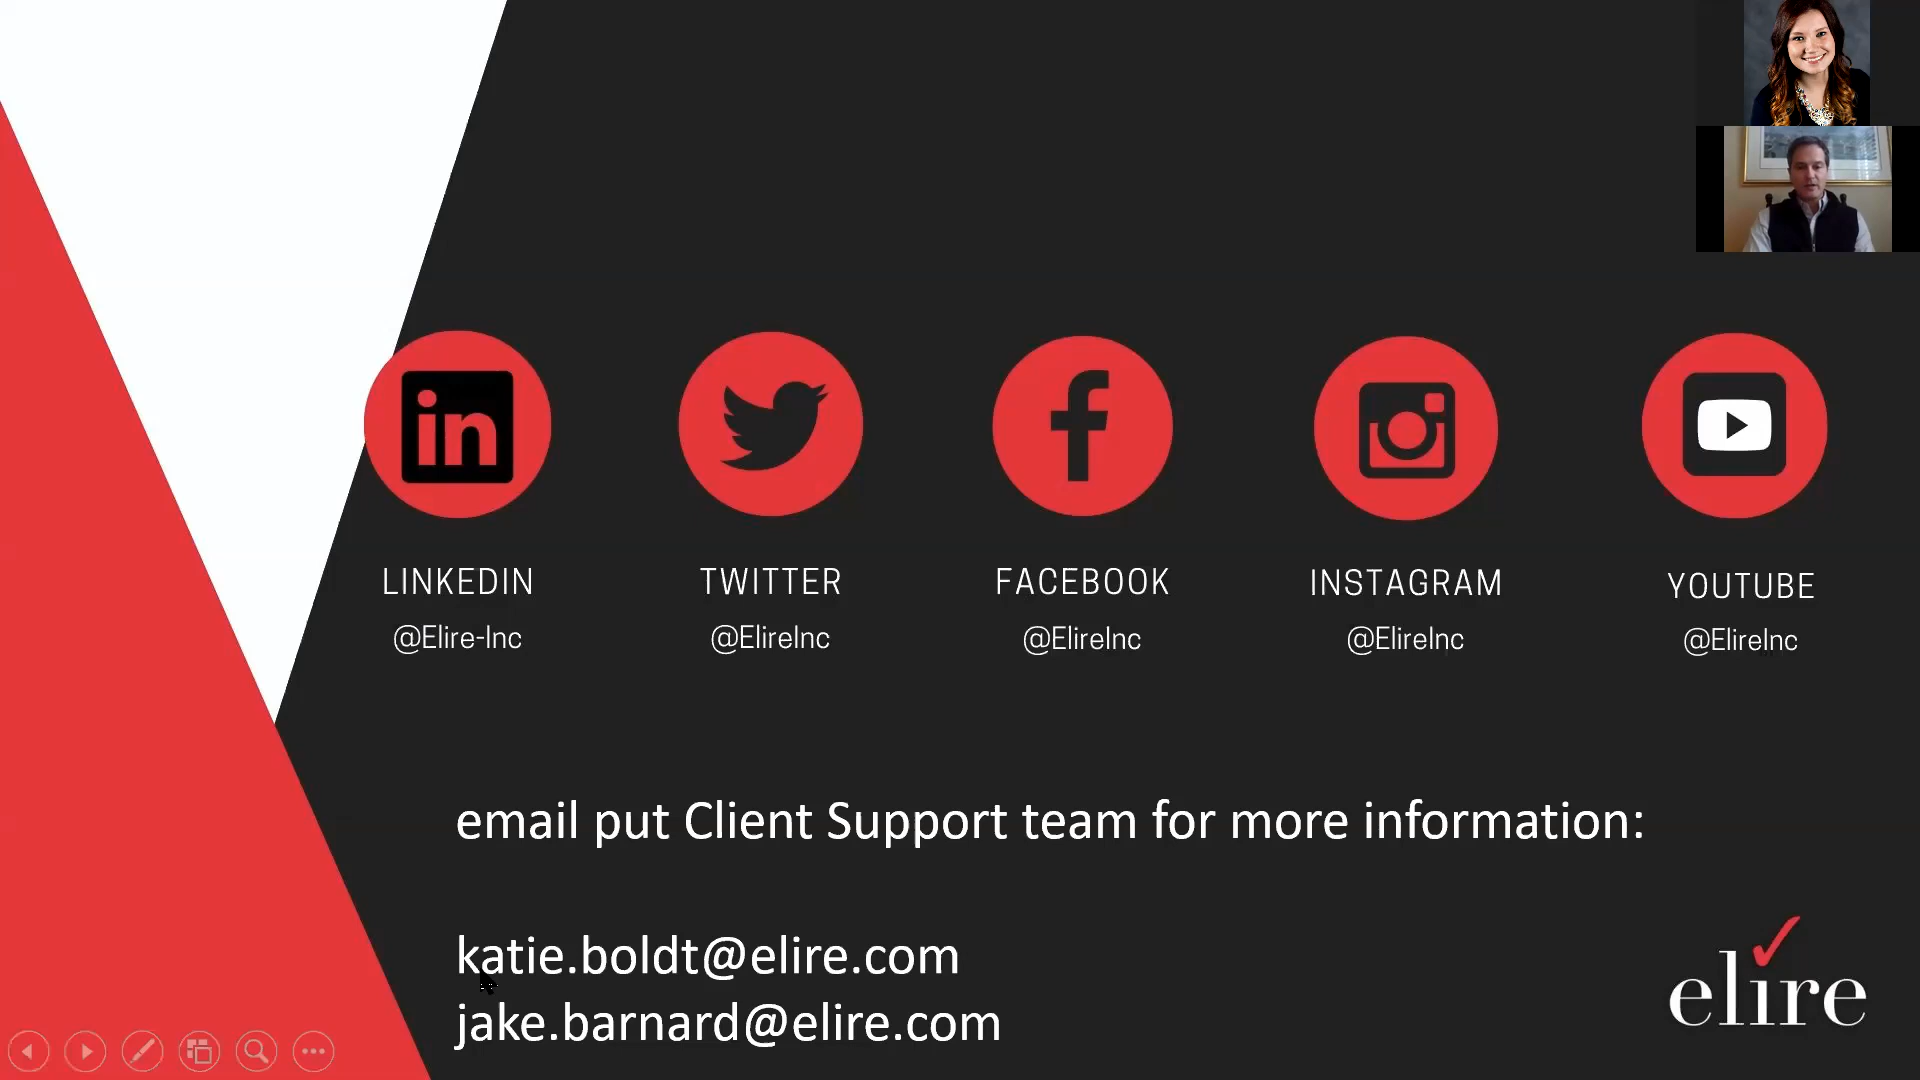 in
f
LINKEDIN TWITTER FACEBOOK INSTAGRAM YOUTUBE
@Elire-Inc @ElireInc @ElireInc @ElireInc @ElireInc
email put Client Support team for more information:
katie.boldt@elire.com
jake.barnard@elire.com
elire